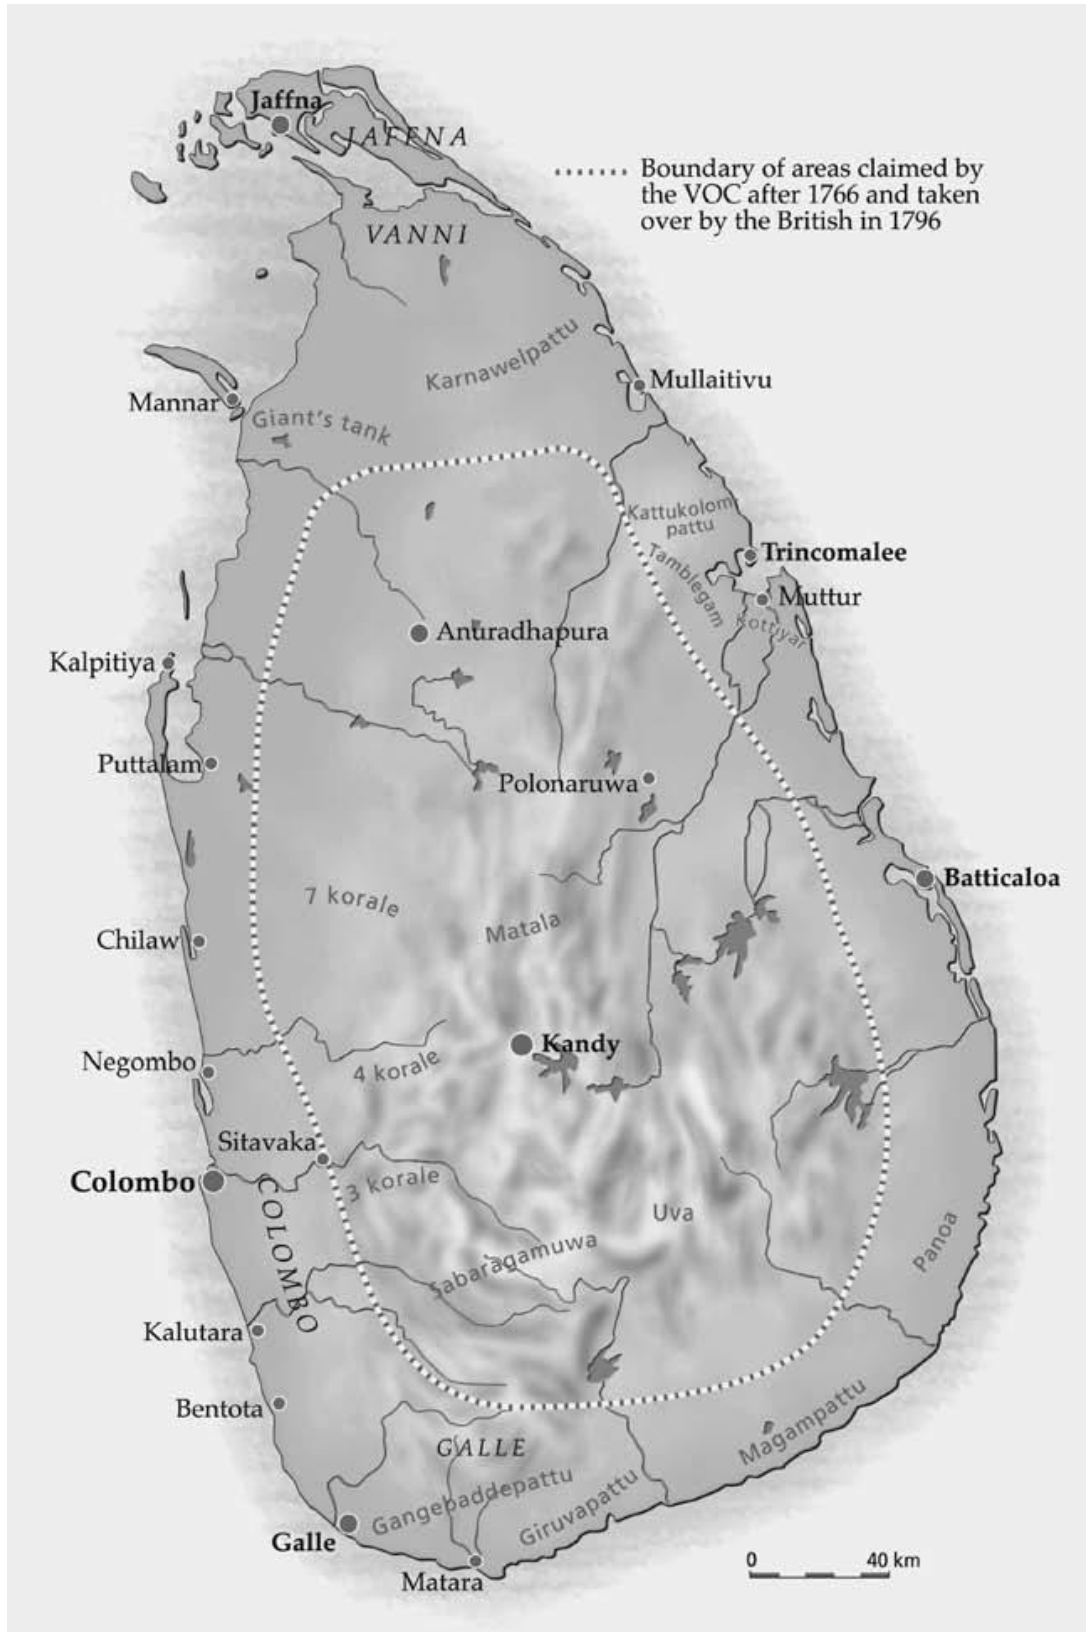 Jaffna
JAFFNA
Boundary of areas claimed by
the VOC after 1766 and taken
over by the British in 1796
VANNI
Karnawelpattu
Mullaitivu
Mannar
Giant's tank
Kattukolom
pattu
Trincomalee
Tamblegam
Muttur
Kottiyar
Anuradhapura
Kalpitiya
Puttalam
Polonaruwa
7 korale
Matala
Batticaloa
Chilaw
Kandy
Negombo
4 korale
Sitavaka
Colombo
COLOMBO
3 korale
Uva
Sabaragamuwa
Panoa
Kalutara
Bentota
Magampattu
GALLE
Gangebaddepattu
Giruvapattu
Galle
Matara
0 40 km